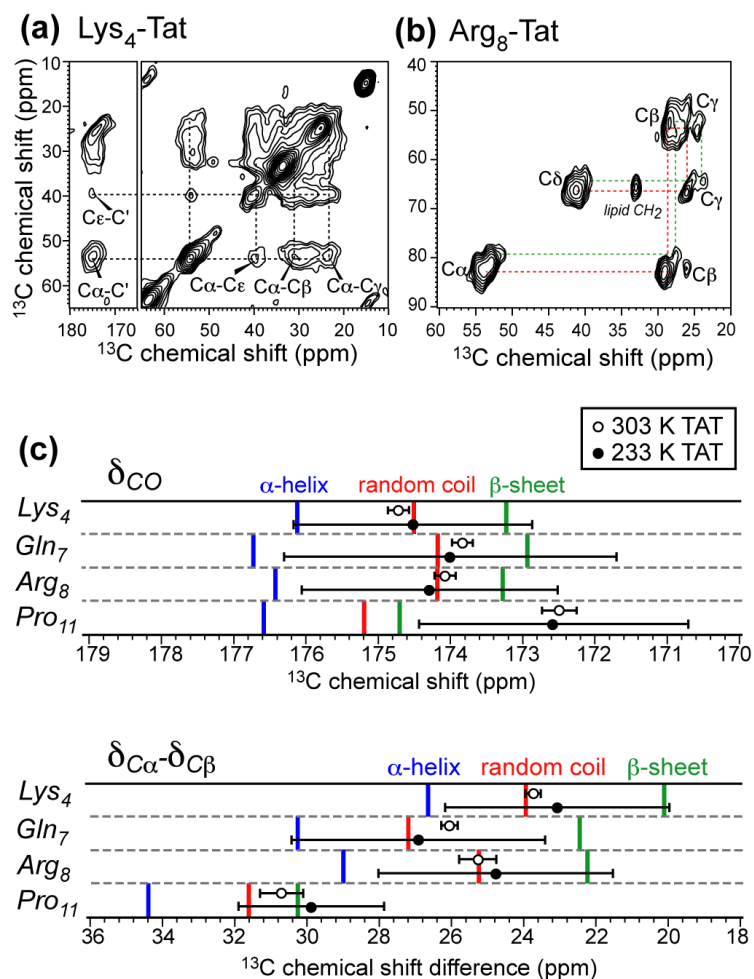 (a) Lys4-Tat
(b) Arg8-Tat
10
20
30
40
50
60
180 170
50 40 30 20 10
13C chemical shift (ppm)
13C chemical shift (ppm)
Cε-C'
Cα-C'
Cα-Cε Cα-Cβ Cα-Cγ
40
50
60
70
80
90
60 55 50 45 40 35 30 25 20
13C chemical shift (ppm)
Cβ Cγ
Cδ
lipid CH2
Cγ
Cα
Cβ
(c)
303 K TAT
233 K TAT
δCO
α-helix random coil β-sheet
Lys4
Gln7
Arg8
Pro11
179 178 177 176 175 174 173 172 171 170
13C chemical shift (ppm)
δCα-δCβ
α-helix random coil β-sheet
Lys4
Gln7
Arg8
Pro11
36 34 32 30 28 26 24 22 20 18
13C chemical shift difference (ppm)